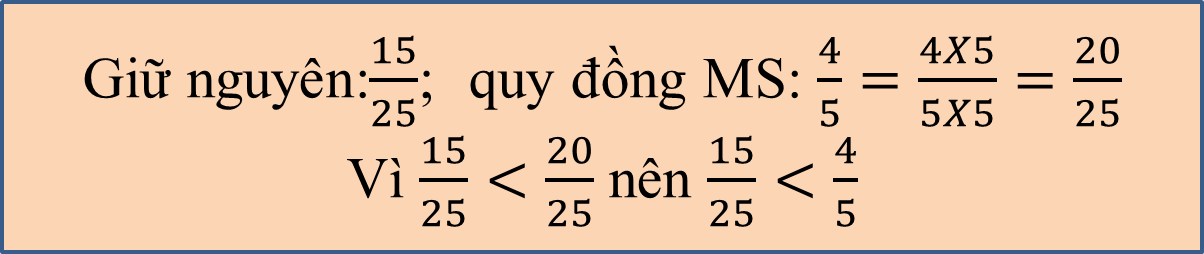 Giữ nguyên: 15/25; quy đồng MS: 4/5 = 4X5/5X5 = 20/25
Vì 15/25 < 20/25 nên 15/25 < 4/5